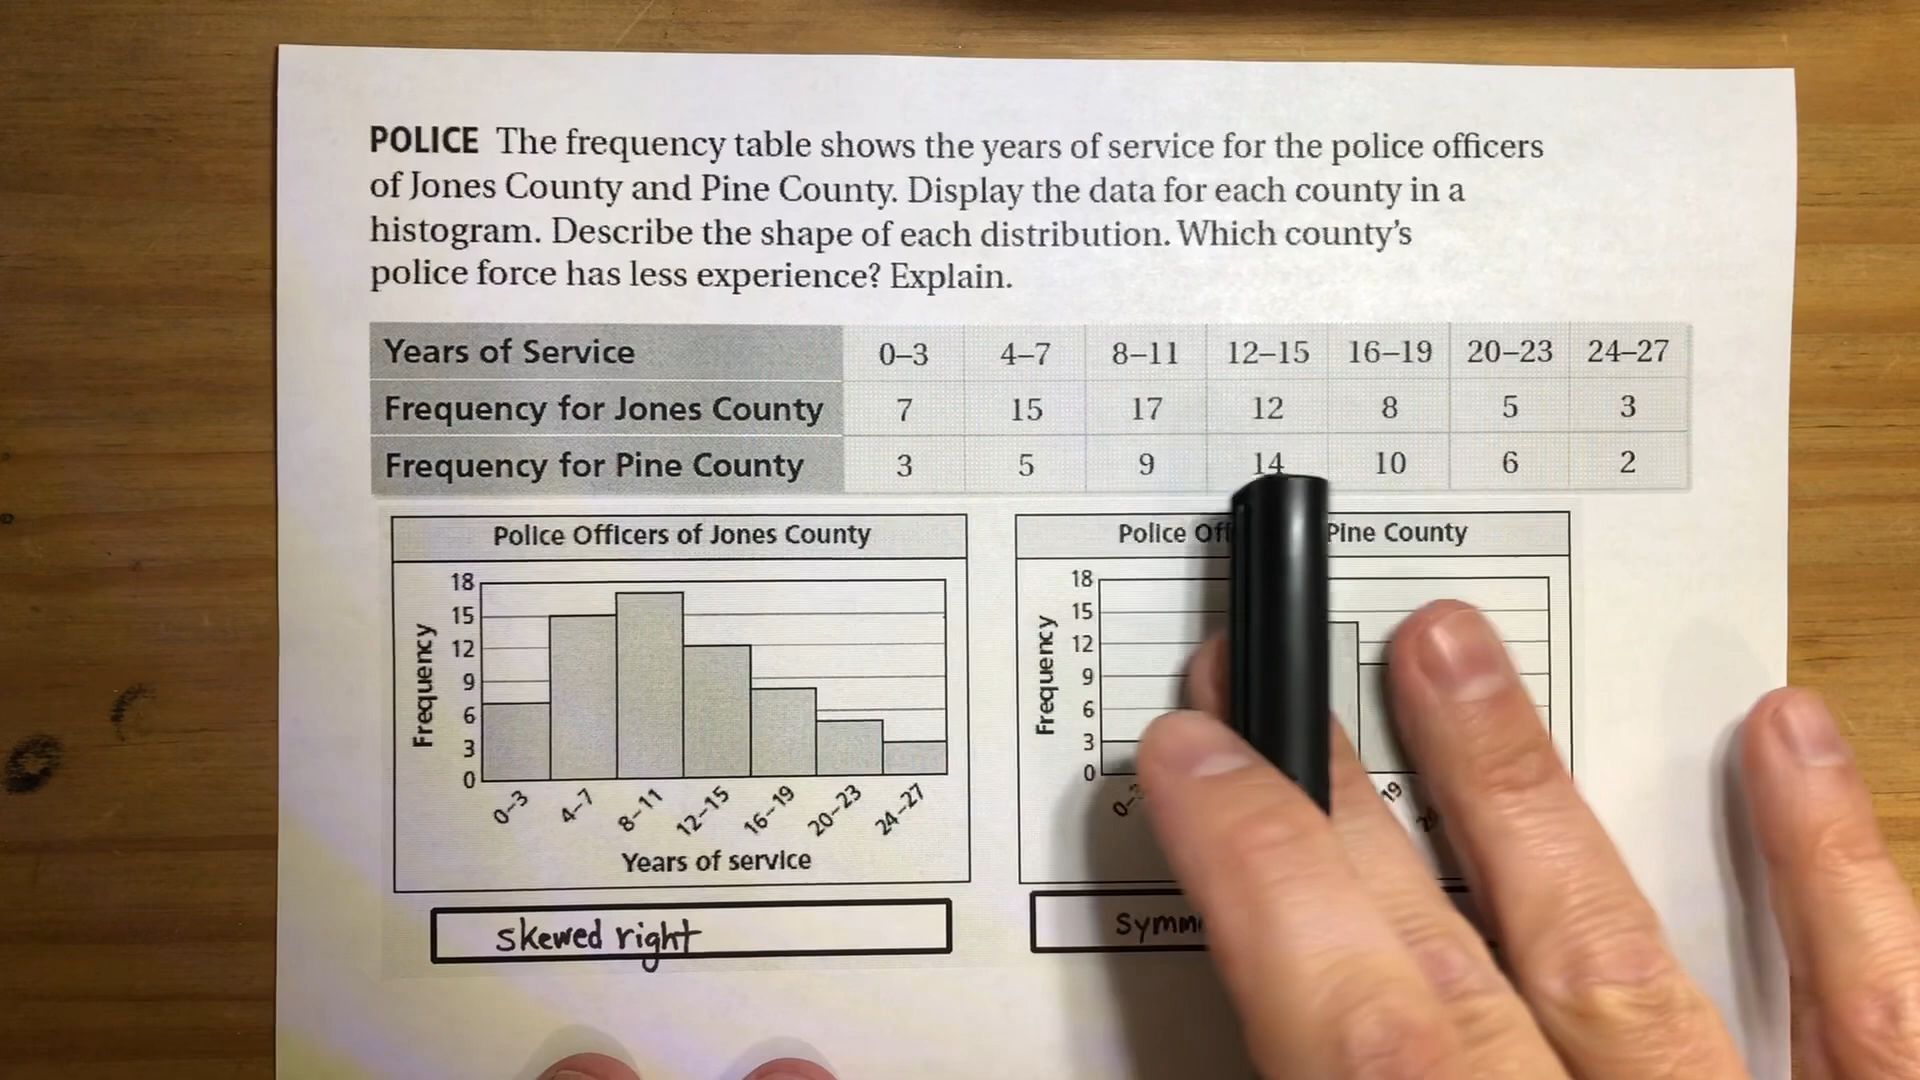 POLICE The frequency table shows the years of service for the police officers
of Jones County and Pine County. Display the data for each county in a
histogram. Describe the shape of each distribution. Which county's
police force has less experience? Explain.
Years of Service 0–3 4–7 8–11 12–15 16–19 20–23 24–27
Frequency for Jones County 7 15 17 12 8 5 3
Frequency for Pine County 3 5 9 14 10 6 2
Police Officers of Jones County
Frequency
18
15
12
9
6
3
0
0–3 4–7 8–11 12–15 16–19 20–23 24–27
Years of service
skewed right
Police Pine County
Frequency
18
15
12
9
6
3
0
19